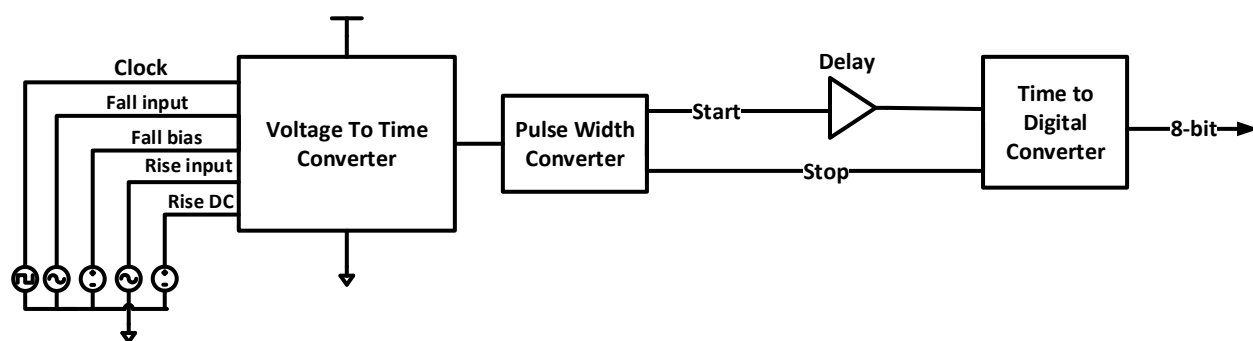 Clock
Fall input
Fall bias
Rise input
Rise DC
Voltage To Time
Converter
Pulse Width
Converter
Start
Stop
Delay
Time to
Digital
Converter
8-bit